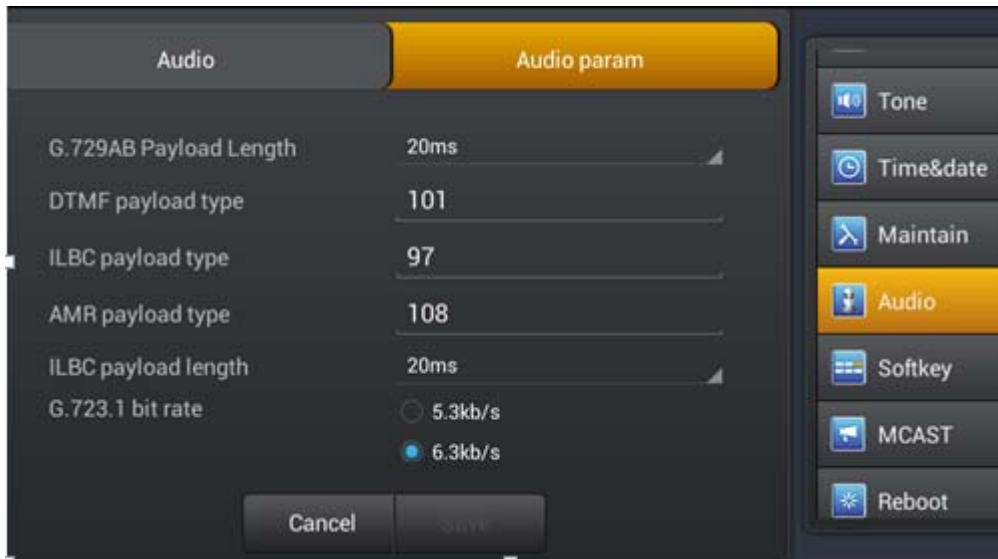 Audio
Audio param
G.729AB Payload Length
20ms
DTMF payload type
101
ILBC payload type
97
AMR payload type
108
ILBC payload length
20ms
G.723.1 bit rate
5.3kb/s
6.3kb/s
Cancel
Save
Tone
Time&date
Maintain
Audio
Softkey
MCAST
Reboot